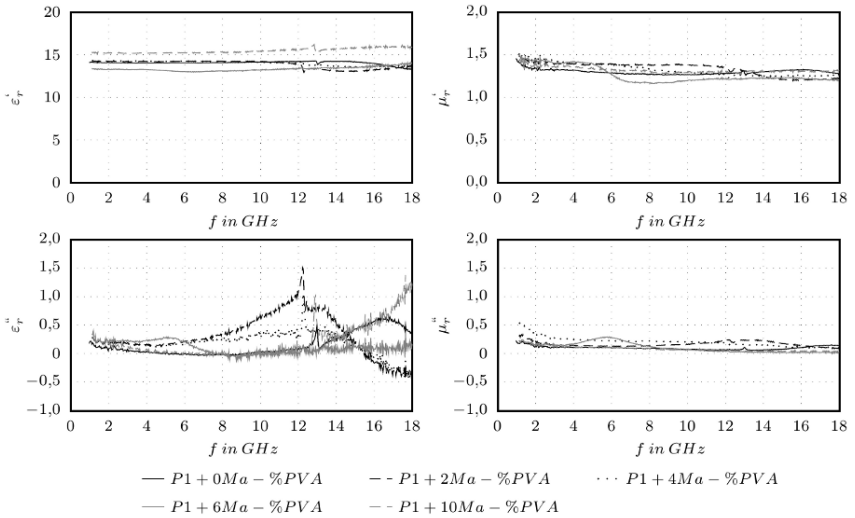 20
15
10
5
0
ε'r
0 2 4 6 8 10 12 14 16 18
f in GHz
2,0
1,5
1,0
0,5
0,0
μ'r
0 2 4 6 8 10 12 14 16 18
f in GHz
2,0
1,5
1,0
0,5
0
−0,5
−1,0
ε"r
0 2 4 6 8 10 12 14 16 18
f in GHz
2,0
1,5
1,0
0,5
0
−0,5
−1,0
μ"r
0 2 4 6 8 10 12 14 16 18
f in GHz
P1 + 0Ma − %PVA P1 + 2Ma − %PVA P1 + 4Ma − %PVA
P1 + 6Ma − %PVA P1 + 10Ma − %PVA